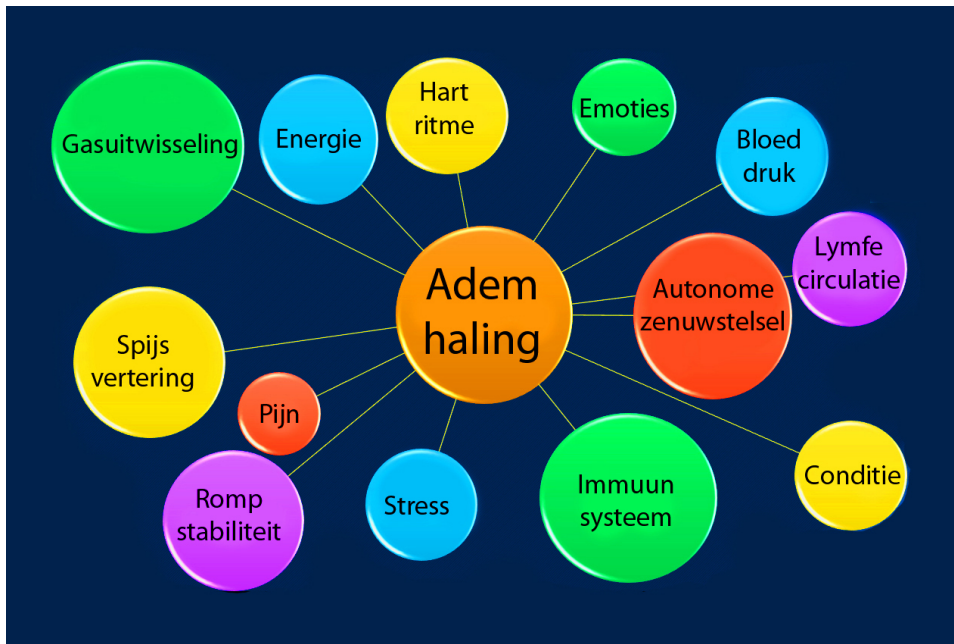 Gasuitwisseling
Energie
Hart
ritme
Emoties
Bloed
druk
Lymfe
circulatie
Adem
haling
Autonome
zenuwstelsel
Spijs
vertering
Pijn
Romp
stabiliteit
Stress
Immuun
systeem
Conditie